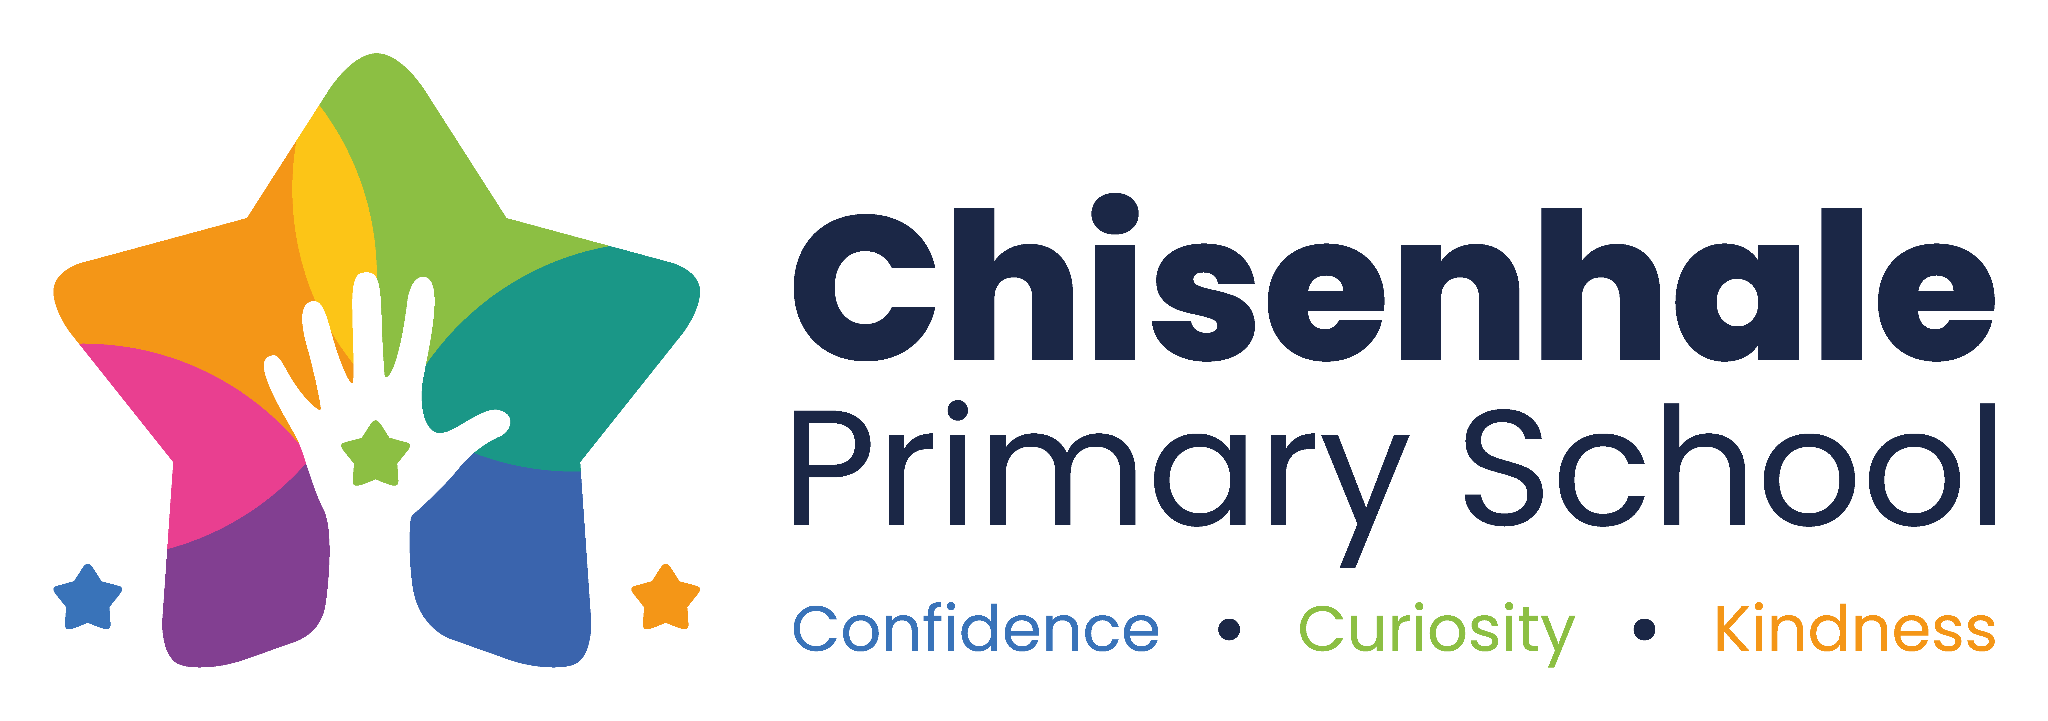 Chisenhale
Primary School
Confidence • Curiosity • Kindness